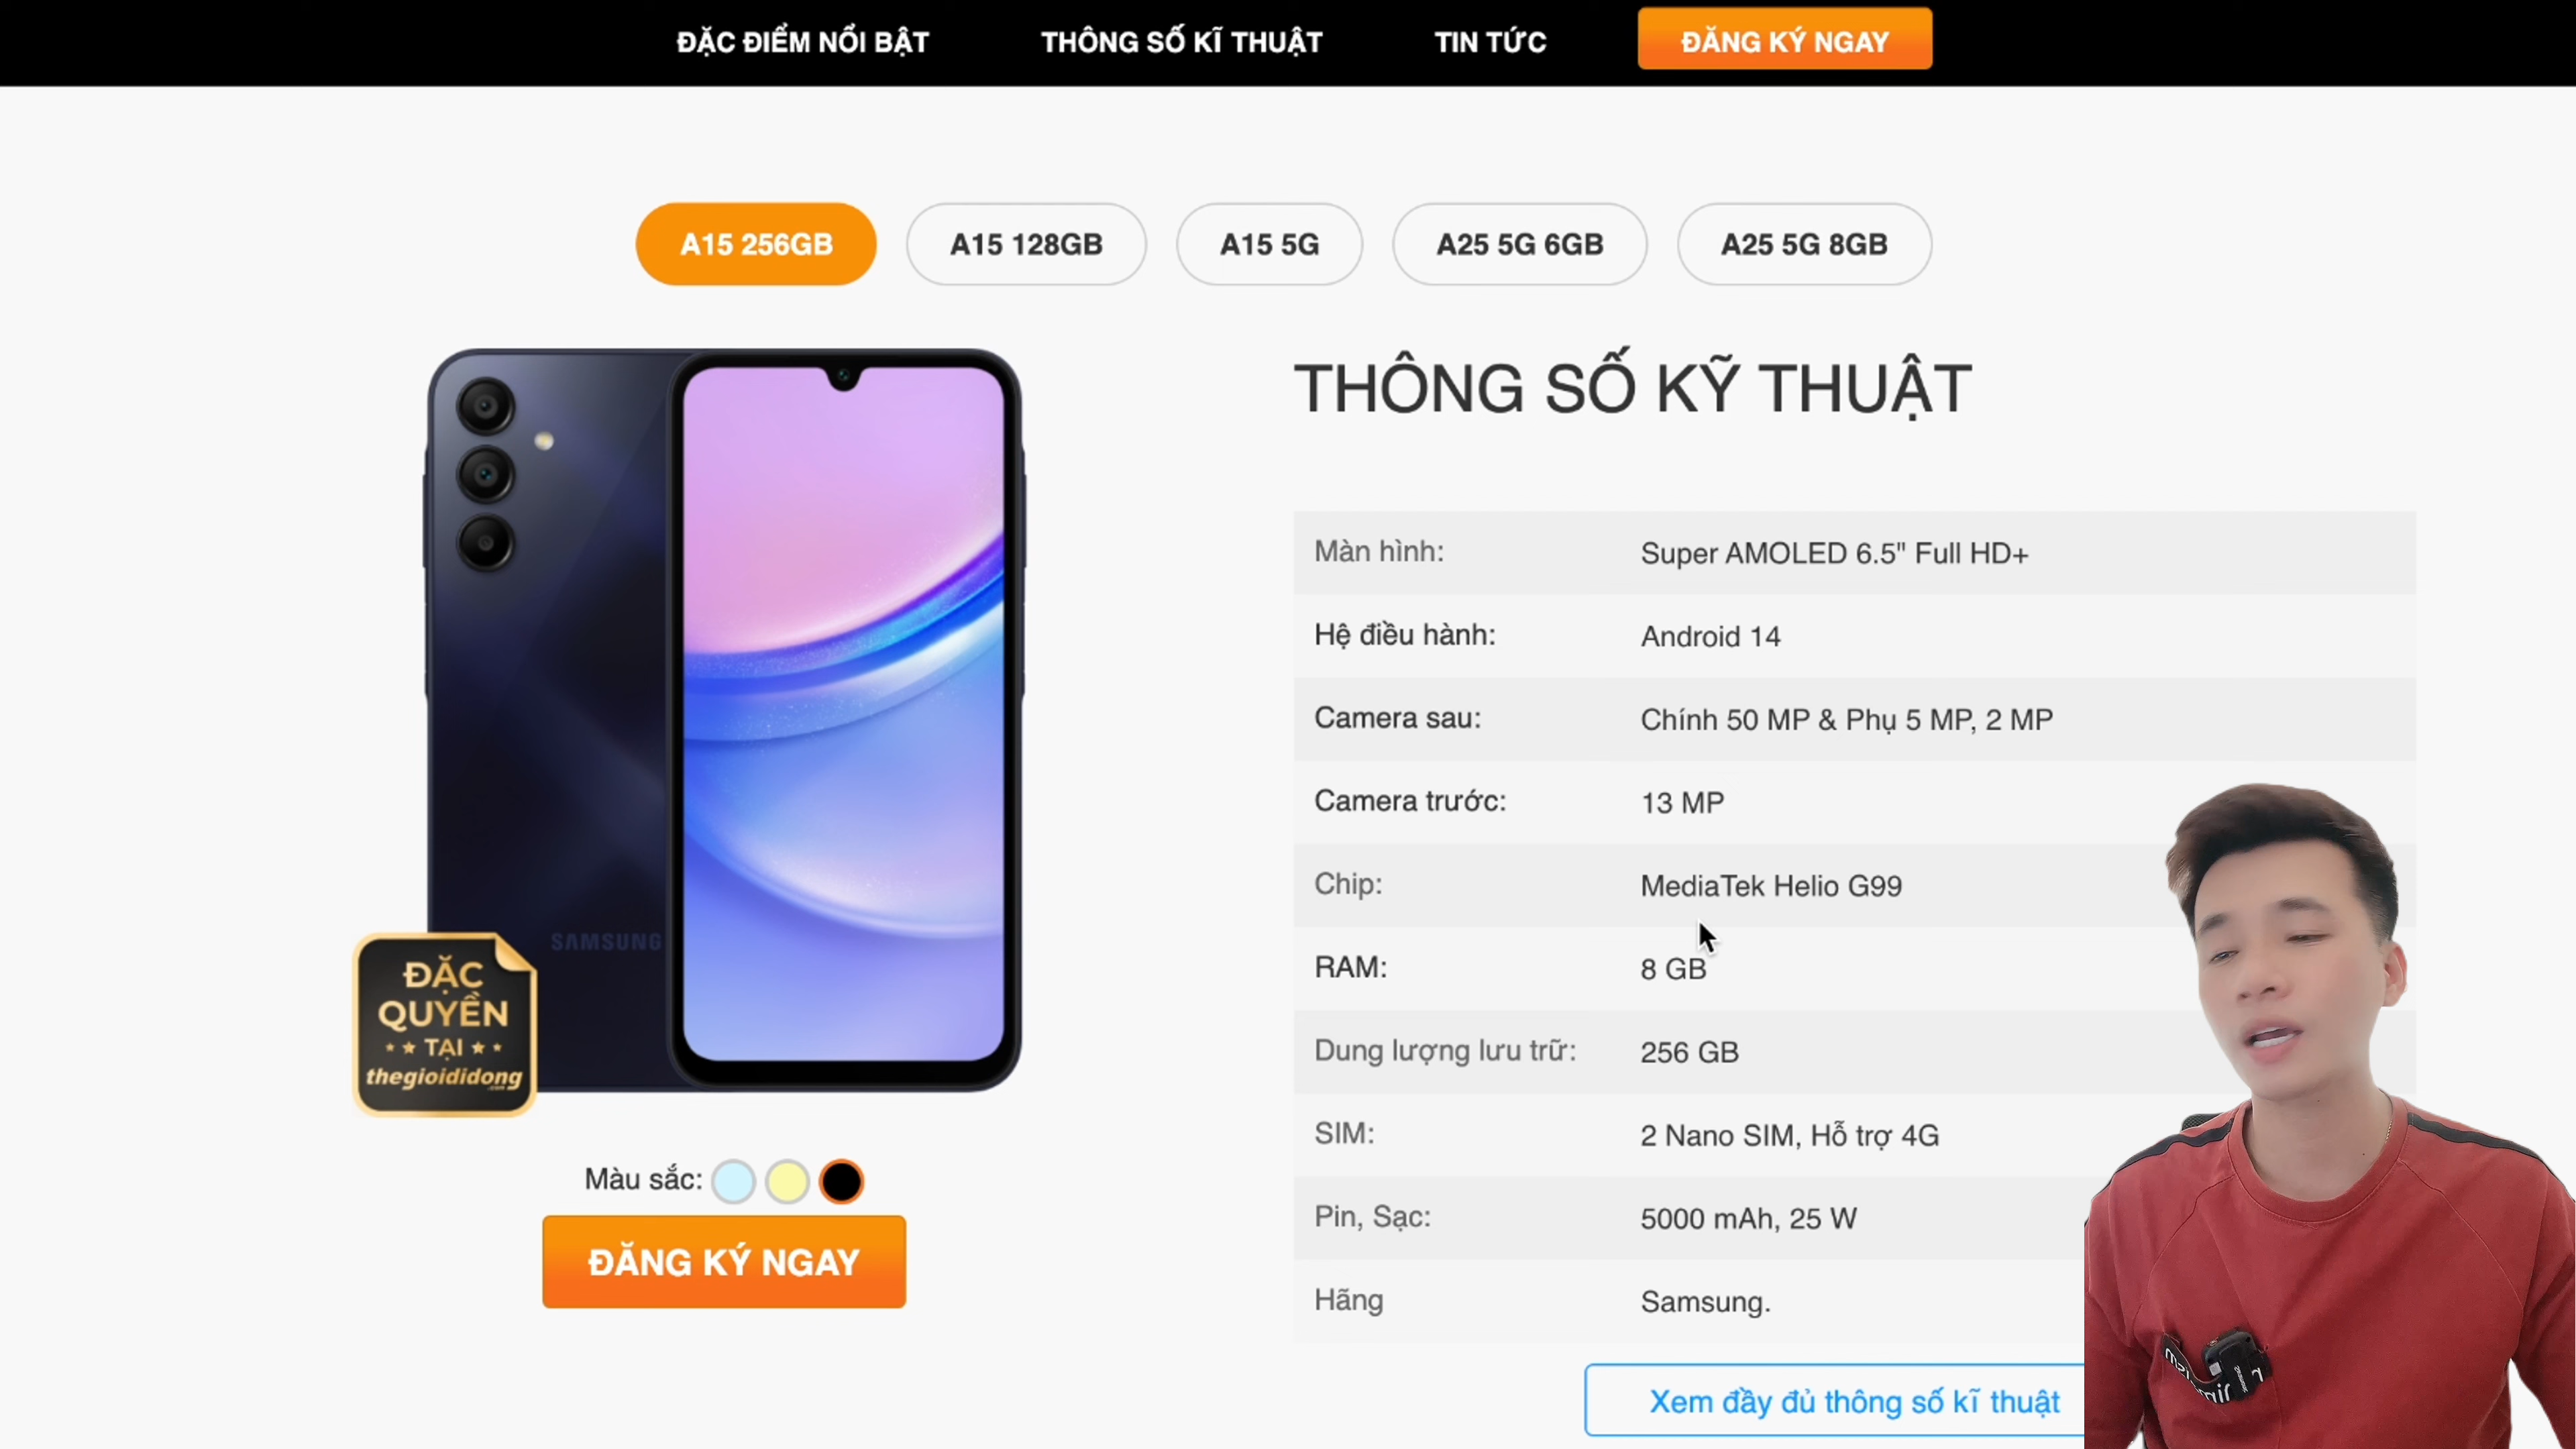 ĐẶC ĐIỂM NỔI BẬT
THÔNG SỐ KĨ THUẬT
TIN TỨC
ĐĂNG KÝ NGAY
A15 256GB
A15 128GB
A15 5G
A25 5G 6GB
A25 5G 8GB
THÔNG SỐ KỸ THUẬT
Màn hình: Super AMOLED 6.5" Full HD+
Hệ điều hành: Android 14
Camera sau: Chính 50 MP & Phụ 5 MP, 2 MP
Camera trước: 13 MP
Chip: MediaTek Helio G99
RAM: 8 GB
Dung lượng lưu trữ: 256 GB
SIM: 2 Nano SIM, Hỗ trợ 4G
Pin, Sạc: 5000 mAh, 25 W
Hãng Samsung.
Xem đầy đủ thông số kĩ thuật
SAMSUNG
ĐẶC
QUYỀN
TẠI
thegioididong
.com
Màu sắc:
ĐĂNG KÝ NGAY